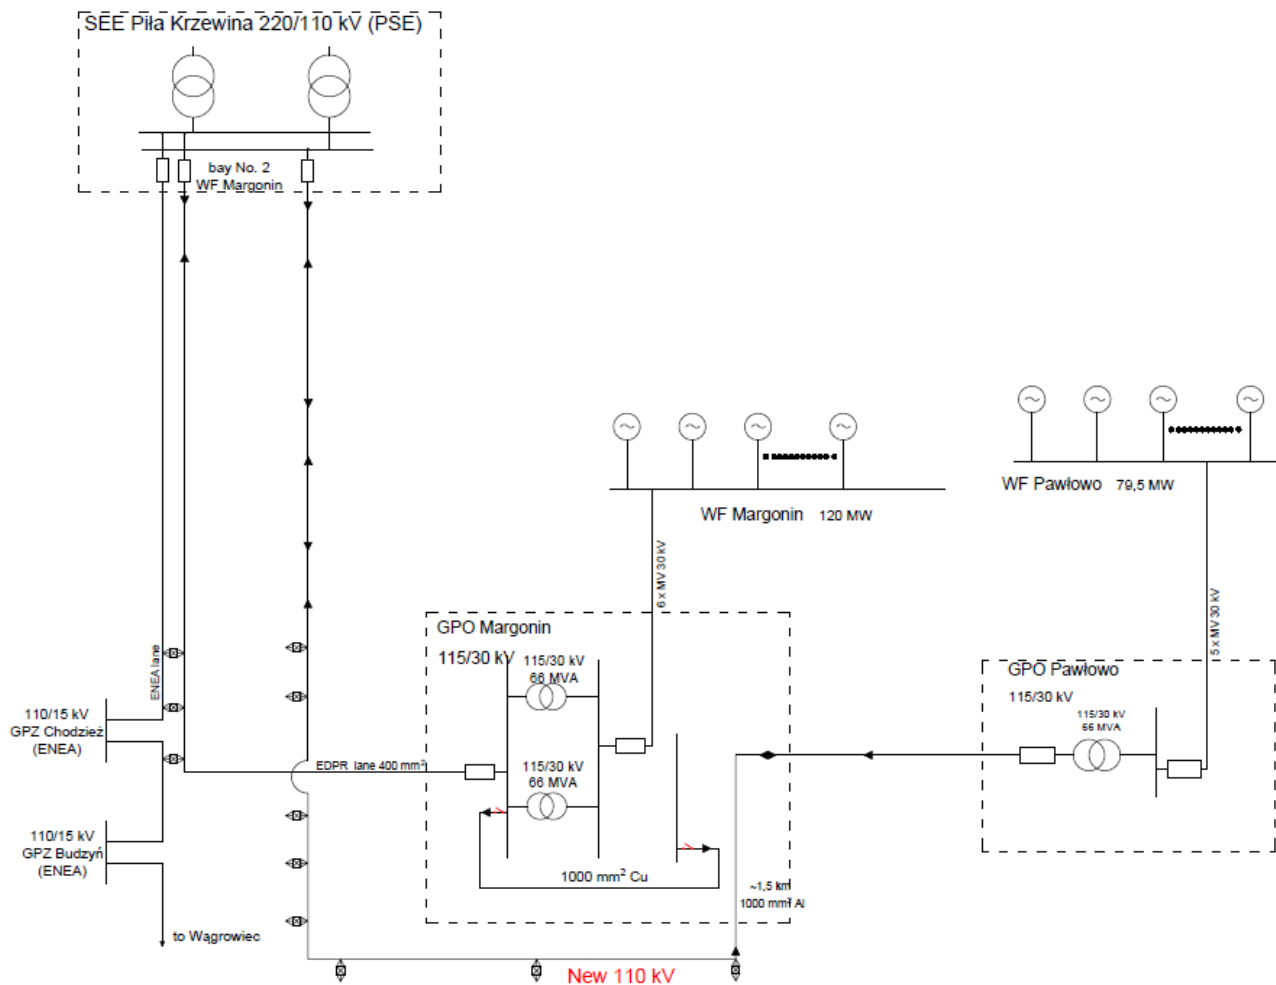 SEE Piła Krzewina 220/110 kV (PSE)
bay No. 2
WF Margonin
WF Margonin 120 MW
WF Pawłowo 79,5 MW
6 x MV 30 kV
5 x MV 30 kV
GPO Margonin
115/30 kV
115/30 kV
66 MVA
115/30 kV
66 MVA
GPO Pawłowo
115/30 kV
115/30 kV
66 MVA
ENEA lane
110/15 kV
GPZ Chodzież
(ENEA)
EDPR lane 400 mm²
110/15 kV
GPZ Budzyń
(ENEA)
1000 mm² Cu
~1,5 km
1000 mm² Al
to Wągrowiec
New 110 kV